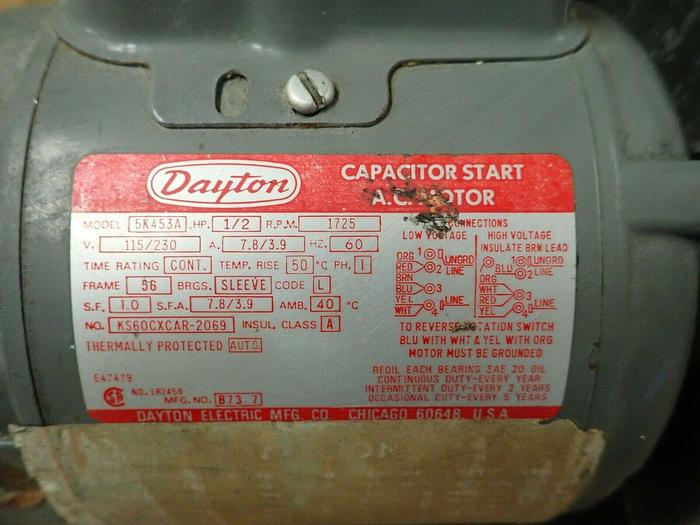 Dayton
CAPACITOR START
A.C. MOTOR
MODEL 5K453A HP. 1/2 R.P.M. 1725
V. 115/230 A. 7.8/3.9 HZ. 60
TIME RATING CONT. TEMP. RISE 50 °C PH. 1
FRAME 56 BRGS. SLEEVE CODE L
S.F. 1.0 S.F.A. 7.8/3.9 AMB. 40 °C
NO. KS60CXCAR-2069 INSUL. CLASS A
THERMALLY PROTECTED AUTO.
E47479
NO. LR2459
MFG. NO. B73 7
CONNECTIONS
LOW VOLTAGE
ORG 1 UNGRD
RED 2 LINE
BRN
BLU 3
YEL LINE
WHT 4
HIGH VOLTAGE
INSULATE BRN LEAD
1 UNGRD
BLU 2 LINE
ORG
WHT 3
RED LINE
YEL 4
TO REVERSE ROTATION SWITCH
BLU WITH WHT & YEL WITH ORG
MOTOR MUST BE GROUNDED
REOIL EACH BEARING SAE 20 OIL
CONTINUOUS DUTY-EVERY YEAR
INTERMITTENT DUTY-EVERY 2 YEARS
OCCASIONAL DUTY-EVERY 5 YEARS
DAYTON ELECTRIC MFG. CO. CHICAGO 60648 U.S.A.